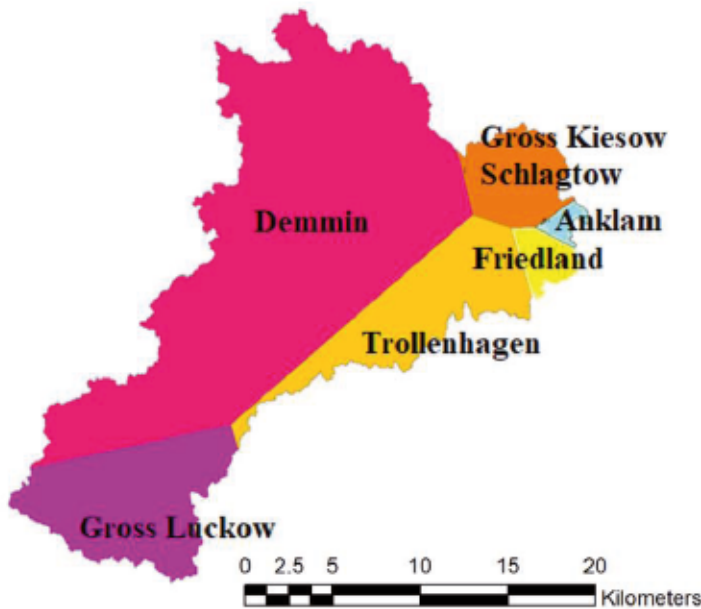 Gross Kiesow
Schlagtow
Demmin
Anklam
Friedland
Trollenhagen
Gross Luckow
0 2.5 5 10 15 20
Kilometers